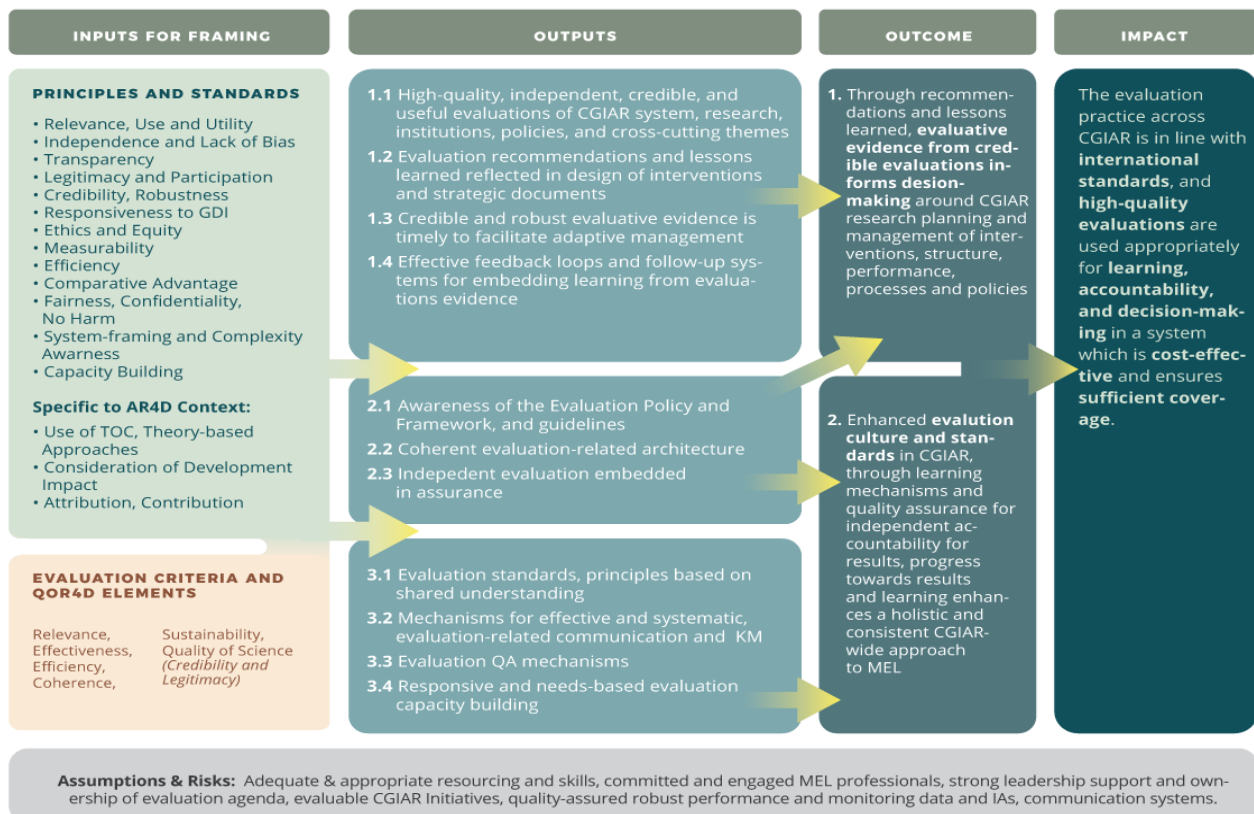 INPUTS FOR FRAMING
OUTPUTS
OUTCOME
IMPACT
PRINCIPLES AND STANDARDS
• Relevance, Use and Utility
• Independence and Lack of Bias
• Transparency
• Legitimacy and Participation
• Credibility, Robustness
• Responsiveness to GDI
• Ethics and Equity
• Measurability
• Efficiency
• Comparative Advantage
• Fairness, Confidentiality,
No Harm
• System-framing and Complexity
Awarness
• Capacity Building
Specific to AR4D Context:
• Use of TOC, Theory-based
Approaches
• Consideration of Development
Impact
• Attribution, Contribution
EVALUATION CRITERIA AND
QOR4D ELEMENTS
Relevance,
Effectiveness,
Efficiency,
Coherence,
Sustainability,
Quality of Science
(Credibility and
Legitimacy)
1.1 High-quality, independent, credible, and
useful evaluations of CGIAR system, research,
institutions, policies, and cross-cutting themes
1.2 Evaluation recommendations and lessons
learned reflected in design of interventions
and strategic documents
1.3 Credible and robust evaluative evidence is
timely to facilitate adaptive management
1.4 Effective feedback loops and follow-up sys-
tems for embedding learning from evalua-
tions evidence
2.1 Awareness of the Evaluation Policy and
Framework, and guidelines
2.2 Coherent evaluation-related architecture
2.3 Indepedent evaluation embedded
in assurance
3.1 Evaluation standards, principles based on
shared understanding
3.2 Mechanisms for effective and systematic,
evaluation-related communication and KM
3.3 Evaluation QA mechanisms
3.4 Responsive and needs-based evaluation
capacity building
1. Through recommen-
dations and lessons
learned, evaluative
evidence from cred-
ible evaluations in-
forms desion-
making around CGIAR
research planning and
management of inter-
ventions, structure,
performance,
processes and policies
2. Enhanced evalution
culture and stan-
dards in CGIAR,
through learning
mechanisms and
quality assurance for
independent ac-
countability for
results, progress
towards results
and learning enhan-
ces a holistic and
consistent CGIAR-
wide approach
to MEL
The evaluation
practice across
CGIAR is in line with
international
standards, and
high-quality
evaluations are
used appropriately
for learning,
accountability,
and decision-mak-
ing in a system
which is cost-effec-
tive and ensures
sufficient cover-
age.
Assumptions & Risks: Adequate & appropriate resourcing and skills, committed and engaged MEL professionals, strong leadership support and own-
ership of evaluation agenda, evaluable CGIAR Initiatives, quality-assured robust performance and monitoring data and IAs, communication systems.